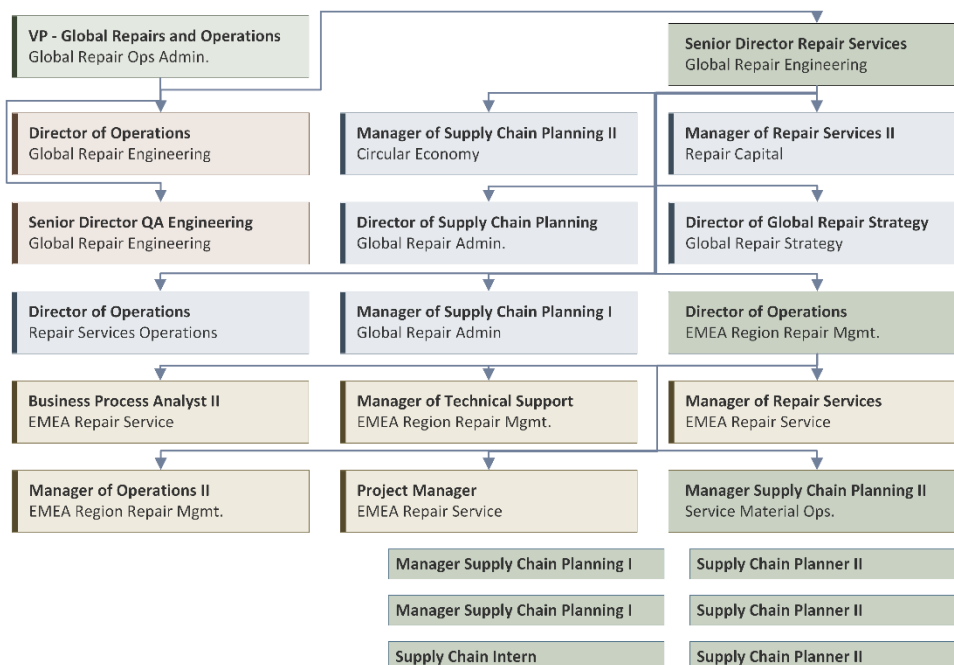 VP - Global Repairs and Operations
Global Repair Ops Admin.
Senior Director Repair Services
Global Repair Engineering
Director of Operations
Global Repair Engineering
Manager of Supply Chain Planning II
Circular Economy
Manager of Repair Services II
Repair Capital
Senior Director QA Engineering
Global Repair Engineering
Director of Supply Chain Planning
Global Repair Admin.
Director of Global Repair Strategy
Global Repair Strategy
Director of Operations
Repair Services Operations
Manager of Supply Chain Planning I
Global Repair Admin
Director of Operations
EMEA Region Repair Mgmt.
Business Process Analyst II
EMEA Repair Service
Manager of Technical Support
EMEA Region Repair Mgmt.
Manager of Repair Services
EMEA Repair Service
Manager of Operations II
EMEA Region Repair Mgmt.
Project Manager
EMEA Repair Service
Manager Supply Chain Planning II
Service Material Ops.
Manager Supply Chain Planning I
Supply Chain Planner II
Manager Supply Chain Planning I
Supply Chain Planner II
Supply Chain Intern
Supply Chain Planner II